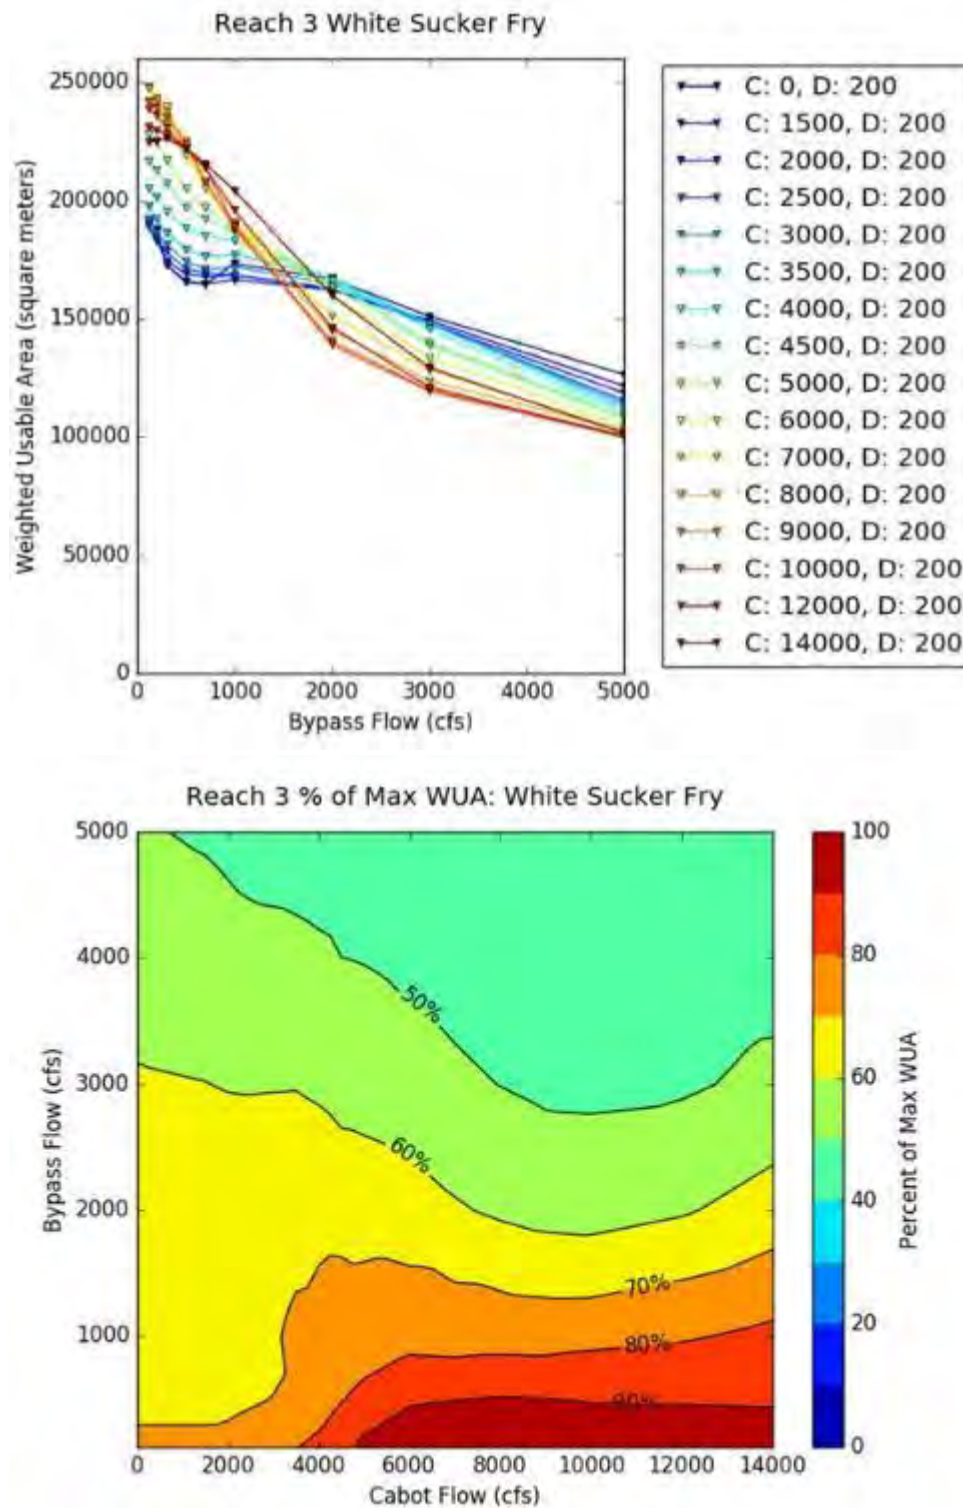 Reach 3 White Sucker Fry
250000
200000
150000
100000
50000
0
Weighted Usable Area (square meters)
0 1000 2000 3000 4000 5000
Bypass Flow (cfs)
C: 0, D: 200
C: 1500, D: 200
C: 2000, D: 200
C: 2500, D: 200
C: 3000, D: 200
C: 3500, D: 200
C: 4000, D: 200
C: 4500, D: 200
C: 5000, D: 200
C: 6000, D: 200
C: 7000, D: 200
C: 8000, D: 200
C: 9000, D: 200
C: 10000, D: 200
C: 12000, D: 200
C: 14000, D: 200
Reach 3 % of Max WUA: White Sucker Fry
5000
4000
3000
2000
1000
Bypass Flow (cfs)
50%
60%
70%
80%
90%
0 2000 4000 6000 8000 10000 12000 14000
Cabot Flow (cfs)
100
80
60
40
20
0
Percent of Max WUA